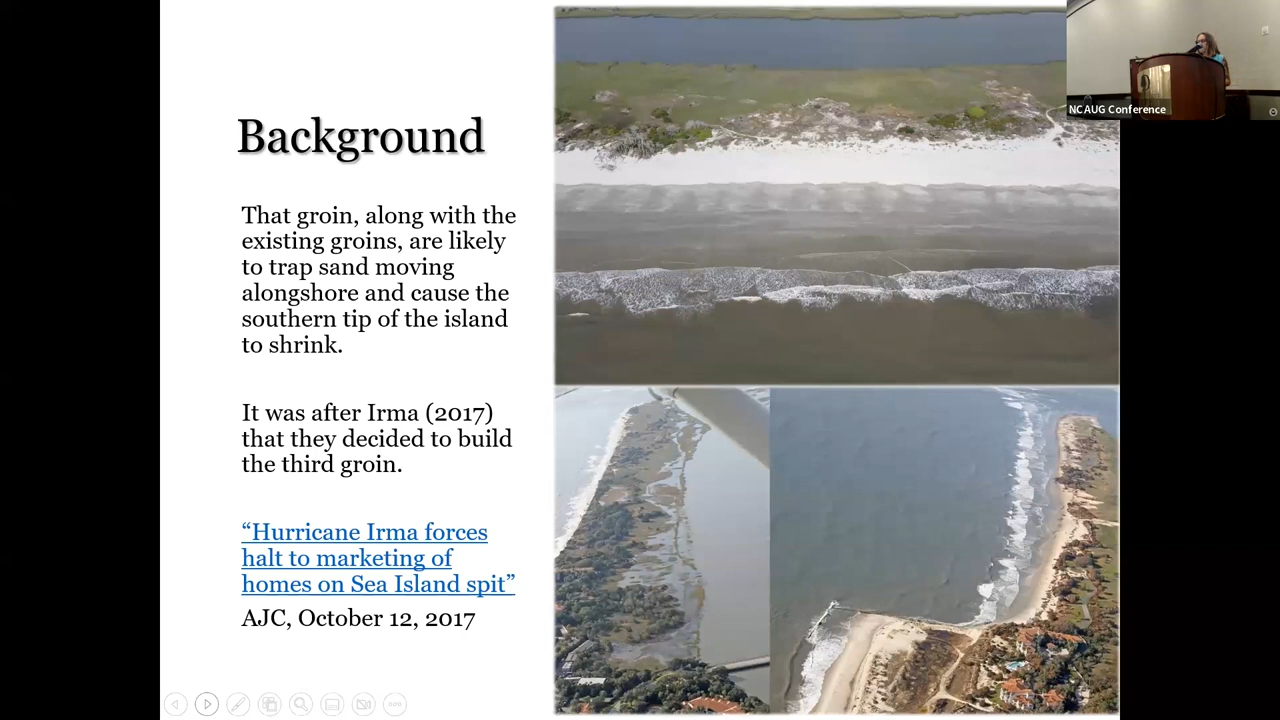 Background
That groin, along with the
existing groins, are likely
to trap sand moving
alongshore and cause the
southern tip of the island
to shrink.
It was after Irma (2017)
that they decided to build
the third groin.
“Hurricane Irma forces
halt to marketing of
homes on Sea Island spit”
AJC, October 12, 2017
NCAUG Conference